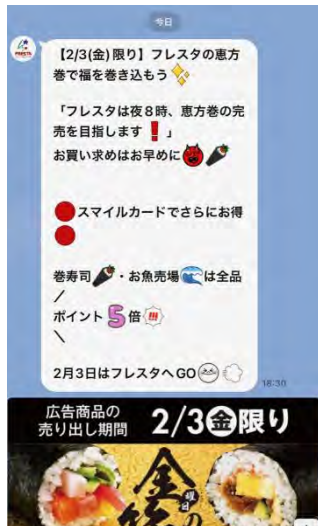 今日
FRESTA
【2/3(金)限り】フレスタの恵方
巻で福を巻き込もう✨
「フレスタは夜8時、恵方巻の完
売を目指します❗」
お買い求めはお早めに👹
🔴スマイルカードでさらにお得
🔴
巻寿司・お魚売場🌊は全品
/
ポイント5倍!!!
\
2月3日はフレスタへGO
18:30
広告商品の
売り出し期間
2/3金限り
金曜日の